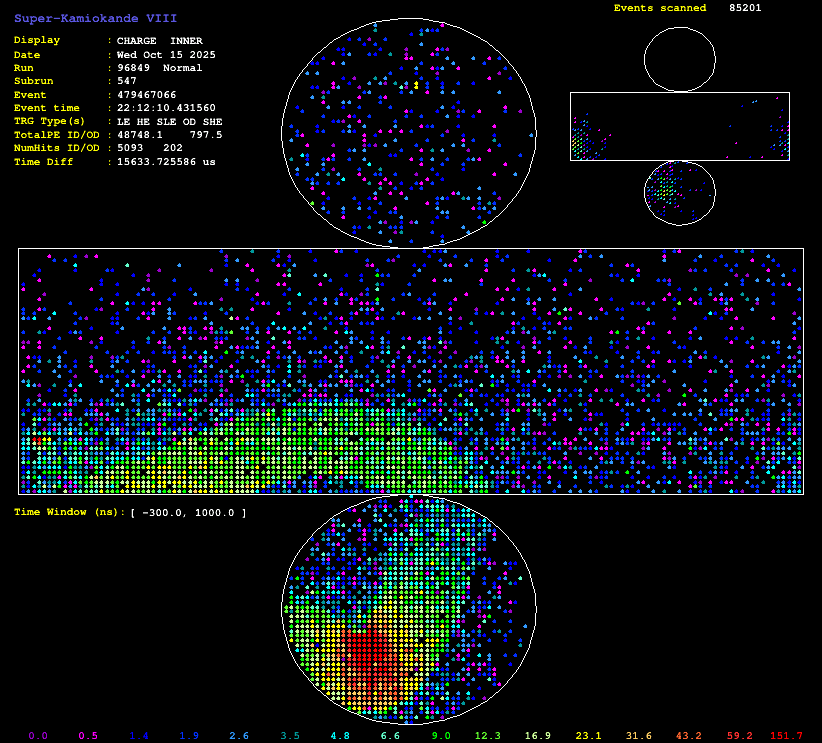 Super-Kamiokande VIII
Events scanned 85201
Display : CHARGE INNER
Date : Wed Oct 15 2025
Run : 96849 Normal
Subrun : 547
Event : 479467066
Event time : 22:12:10.431560
TRG Type(s) : LE HE SLE OD SHE
TotalPE ID/OD : 48748.1 797.5
NumHits ID/OD : 5093 202
Time Diff : 15633.725586 us
Time Window (ns): [ -300.0, 1000.0 ]
0.0 0.5 1.4 1.9 2.6 3.5 4.8 6.6 9.0 12.3 16.9 23.1 31.6 43.2 59.2 151.7